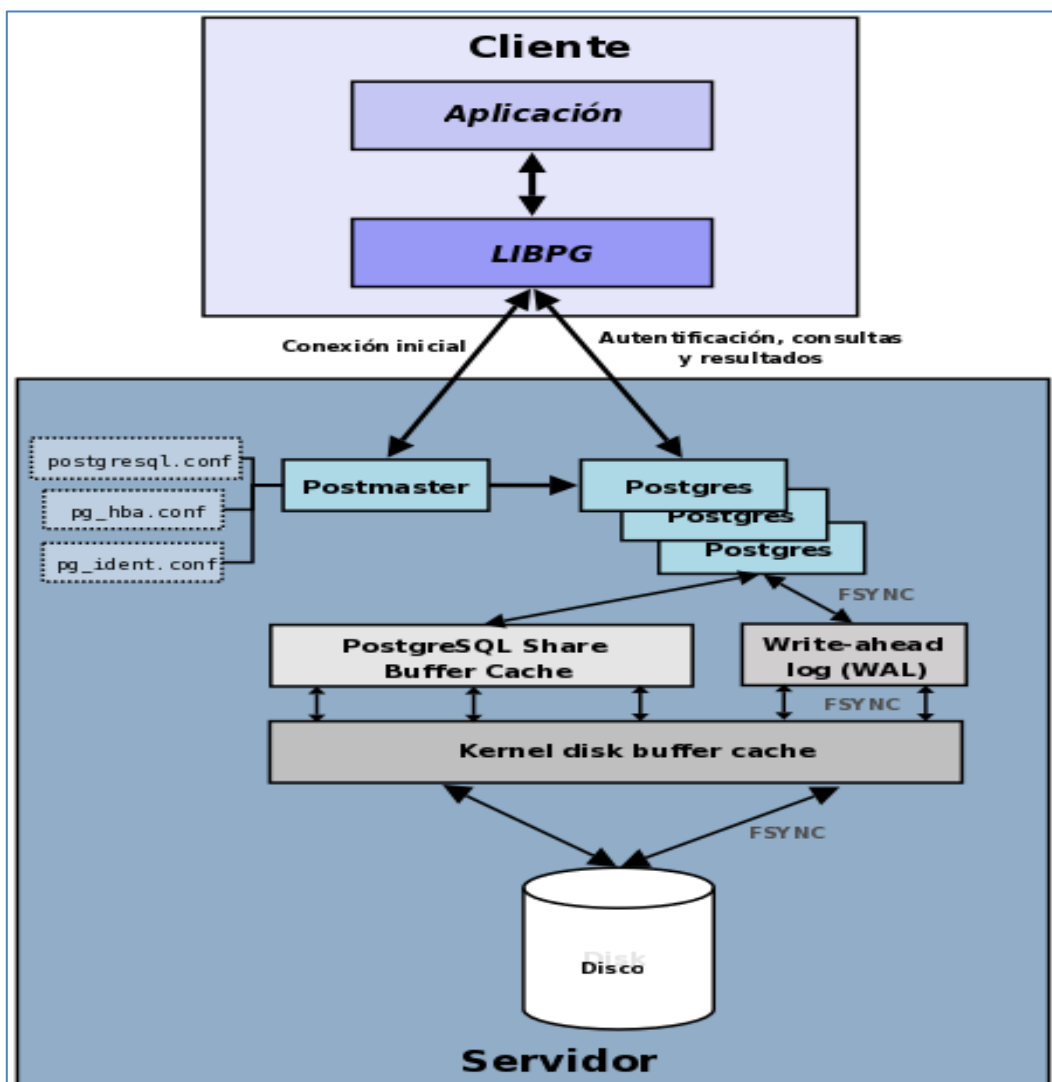 Cliente
Aplicación
LIBPG
Conexión inicial
Autentificación, consultas
y resultados
postgresql.conf
pg_hba.conf
pg_ident.conf
Postmaster
Postgres
Postgres
Postgres
FSYNC
PostgreSQL Share
Buffer Cache
Write-ahead
log (WAL)
FSYNC
Kernel disk buffer cache
FSYNC
Disk
Disco
Servidor